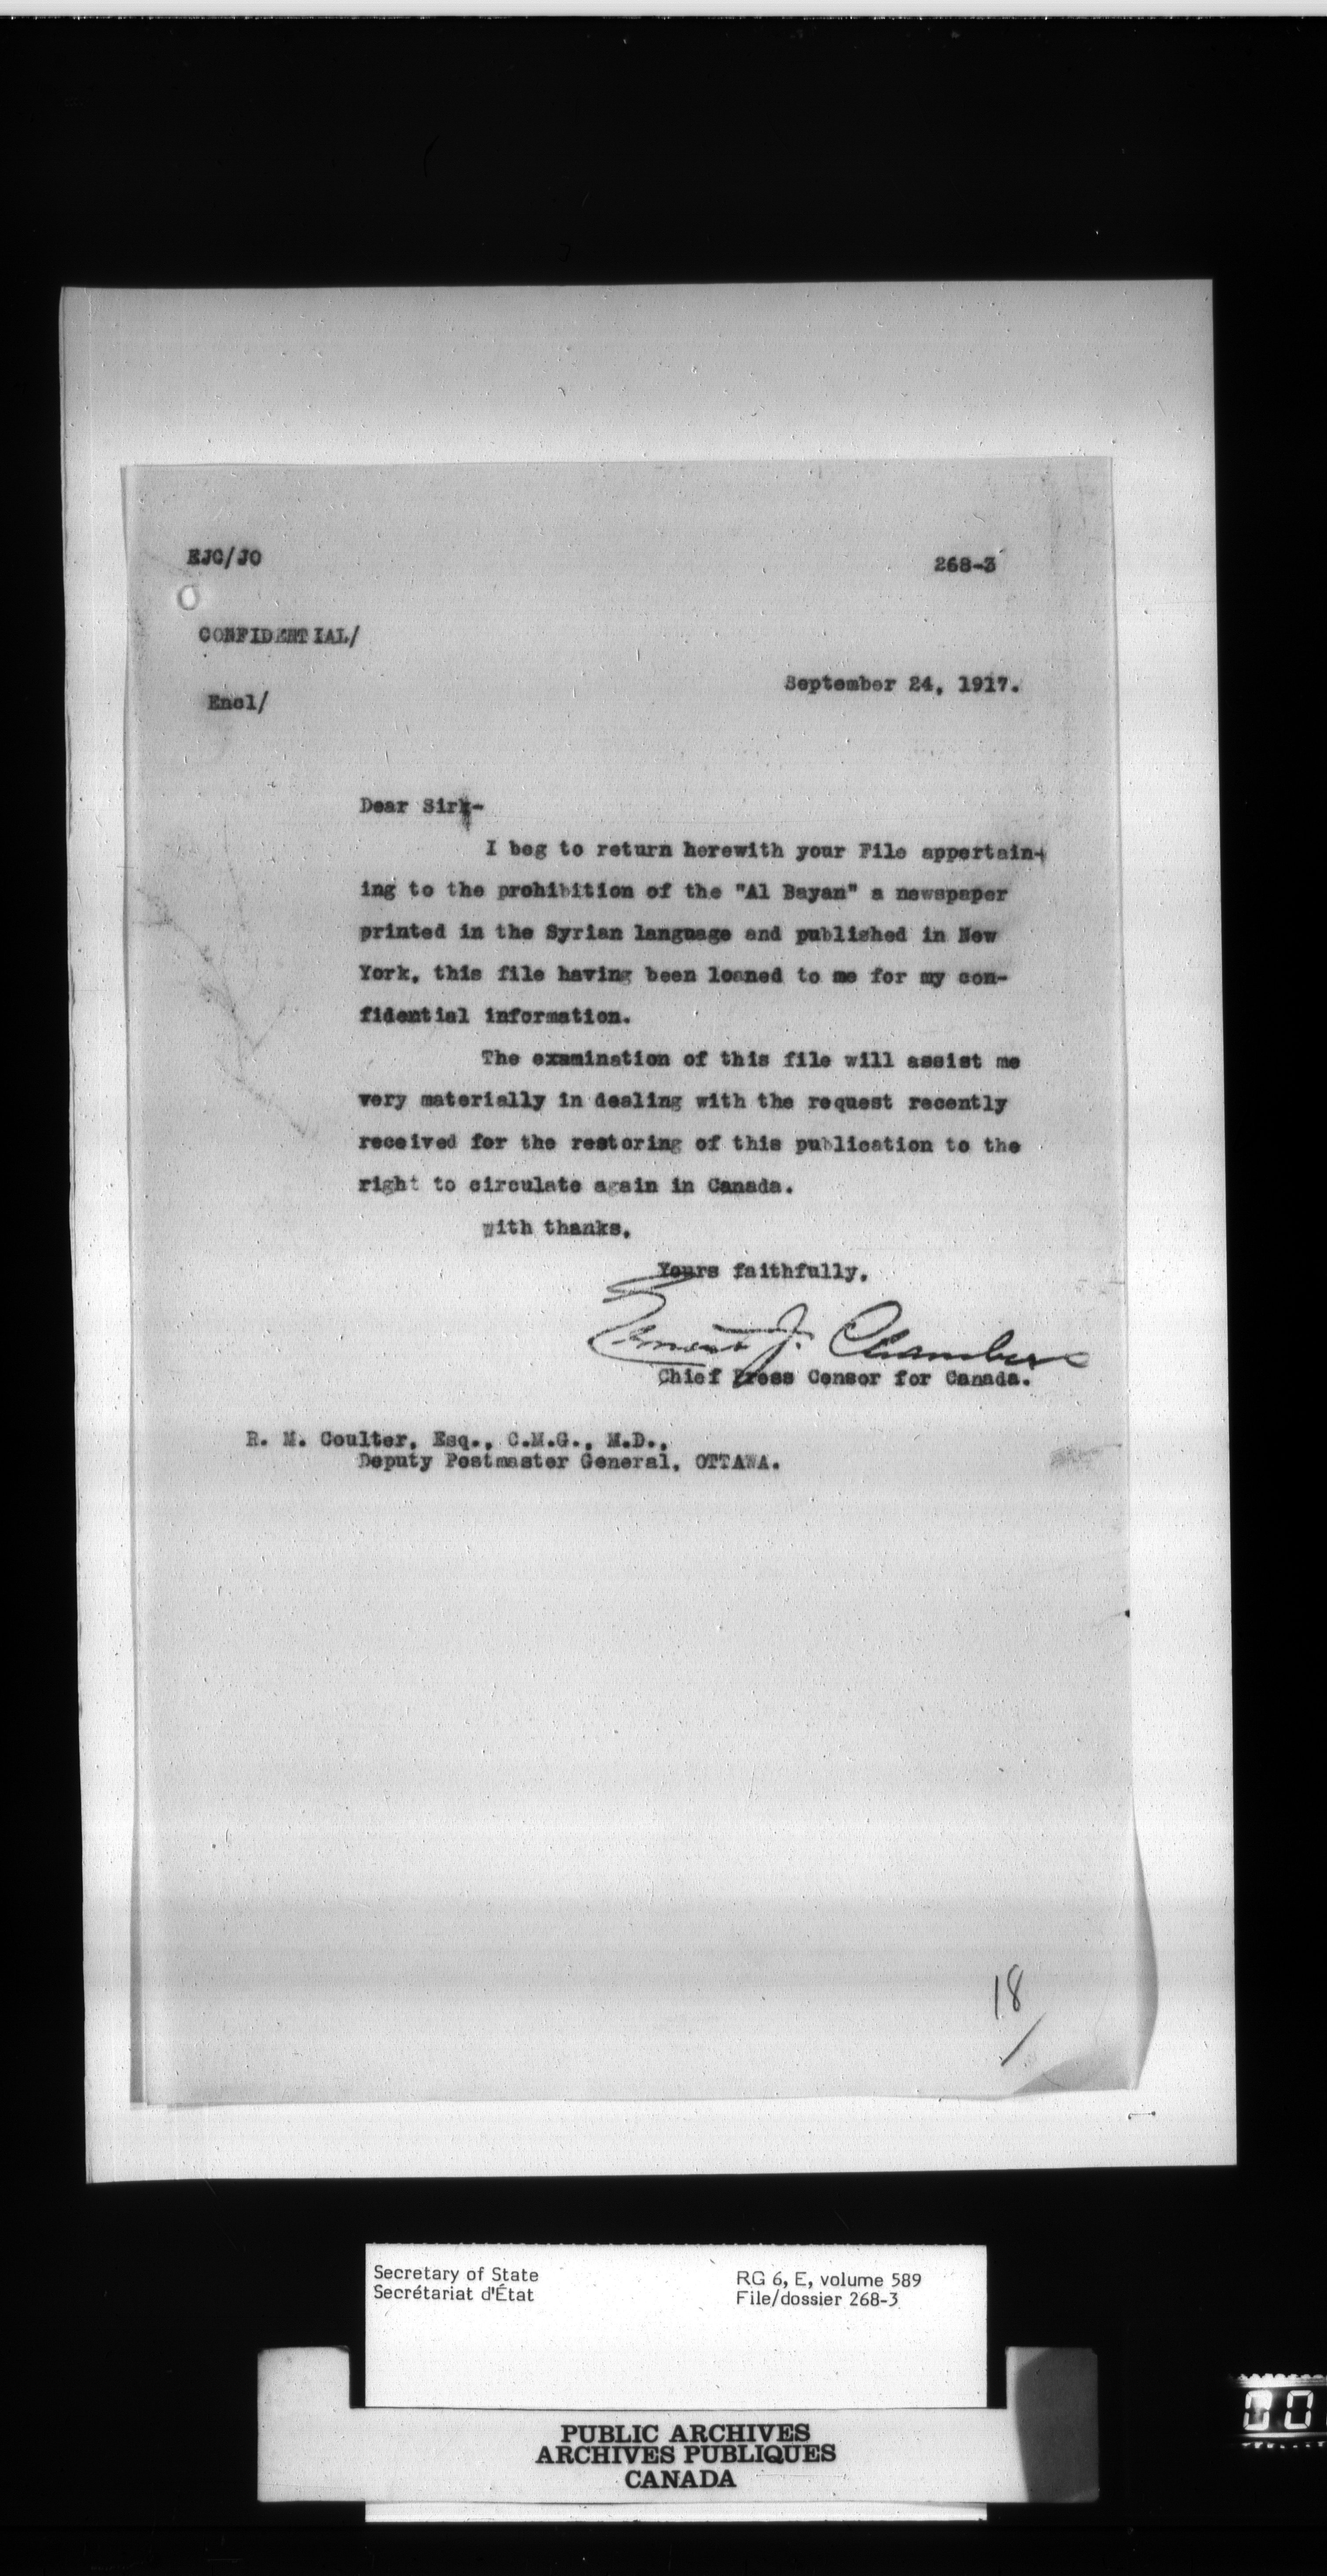 EJC/JO
268-3
CONFIDENTIAL/
September 24, 1917.
Encl/
Dear Sir:-
I beg to return herewith your File appertain-
ing to the prohibition of the "Al Bayan" a newspaper
printed in the Syrian language and published in New
York, this file having been loaned to me for my con-
fidential information.
The examination of this file will assist me
very materially in dealing with the request recently
received for the restoring of this publication to the
right to circulate again in Canada.
With thanks,
Yours faithfully,
Ernest J. Chambers
Chief Press Censor for Canada.
R. M. Coulter, Esq., C.M.G., M.D.,
Deputy Postmaster General, OTTAWA.
18
Secretary of State
Secrétariat d'État
RG 6, E, volume 589
File/dossier 268-3
PUBLIC ARCHIVES
ARCHIVES PUBLIQUES
CANADA